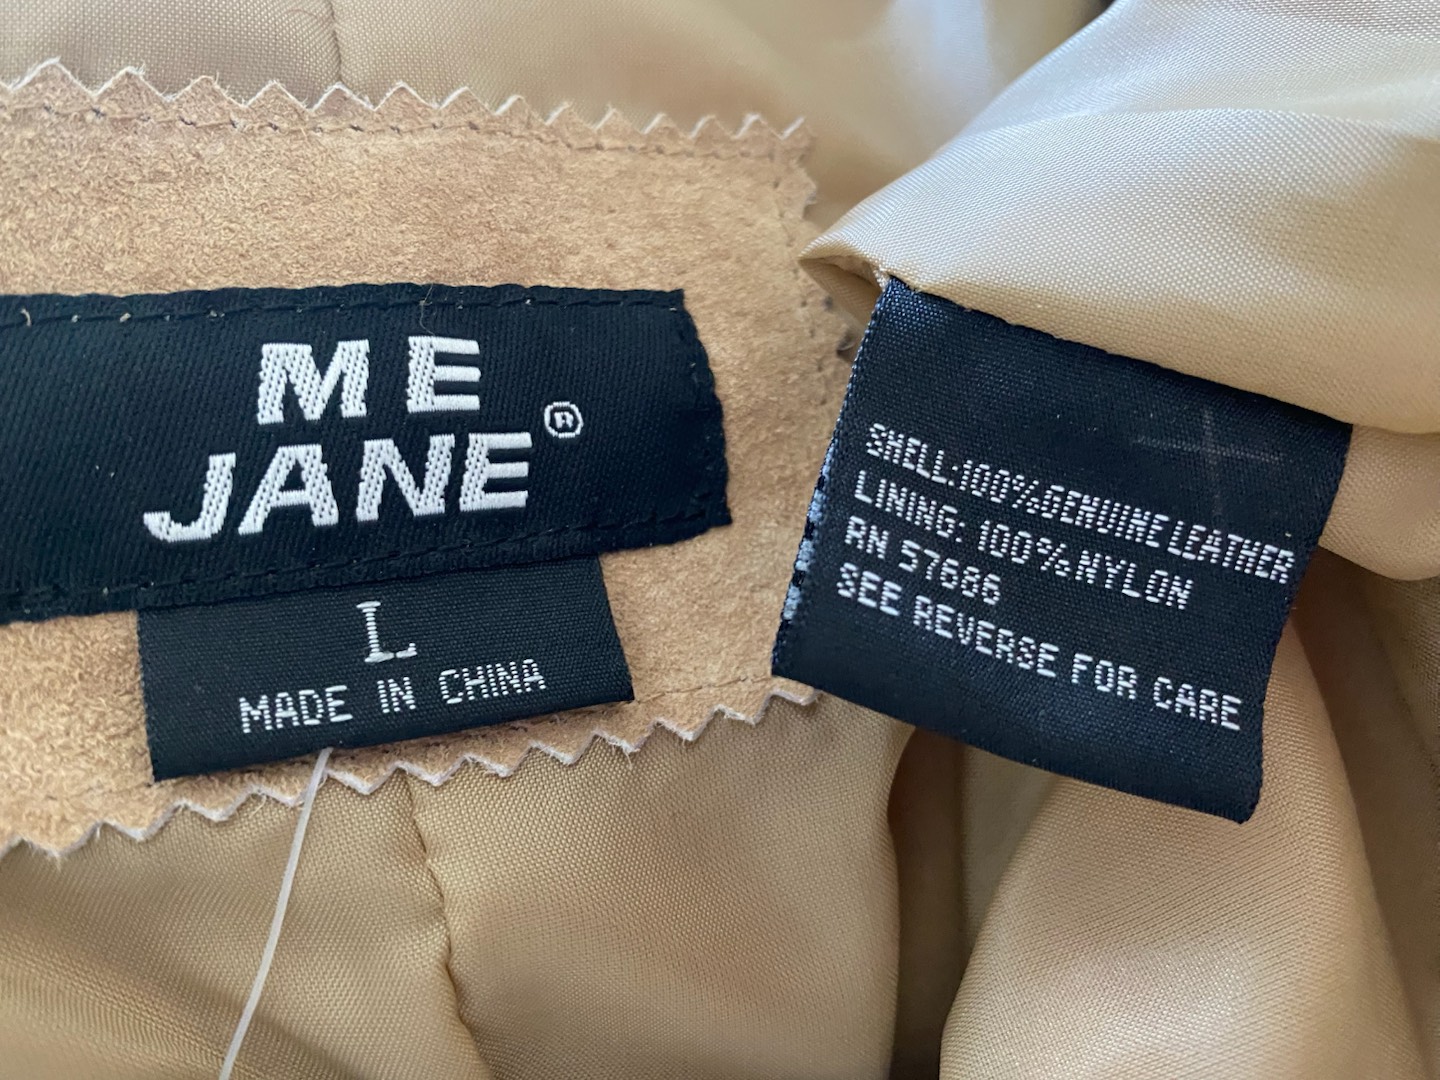 ME
JANE®
L
MADE IN CHINA
SHELL:100%GENUINE LEATHER
LINING: 100%NYLON
RN 57686
SEE REVERSE FOR CARE